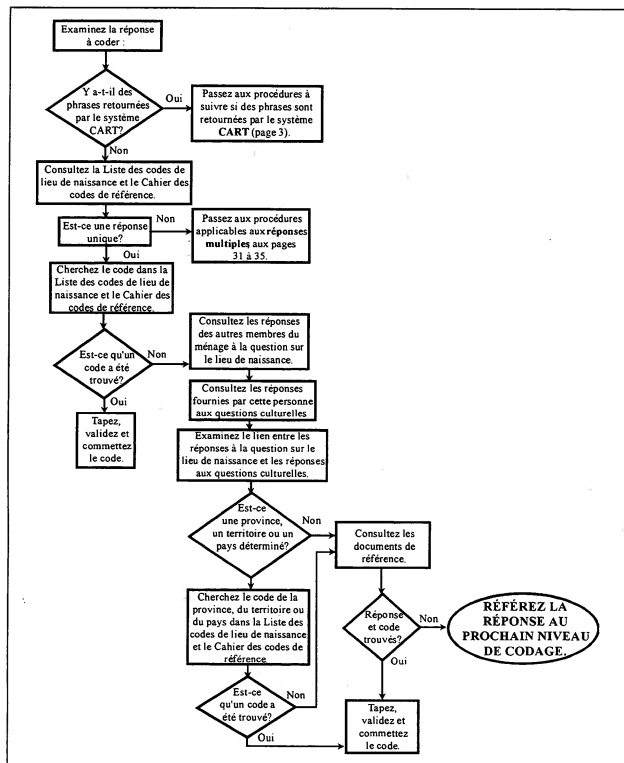 Examinez la réponse
à coder :
Y a-t-il des
phrases retournées
par le système
CART?
Oui
Passez aux procédures à
suivre si des phrases sont
retournées par le système
CART (page 3).
Non
Consultez la Liste des codes de
lieu de naissance et le Cahier des
codes de référence.
Est-ce une réponse
unique?
Non
Passez aux procédures
applicables aux réponses
multiples aux pages
31 à 35.
Oui
Cherchez le code dans la
Liste des codes de lieu de
naissance et le Cahier des
codes de référence.
Est-ce qu'un
code a été
trouvé?
Non
Consultez les réponses
des autres membres du
ménage à la question sur
le lieu de naissance.
Oui
Tapez,
validez et
commettez
le code.
Consultez les réponses
fournies par cette personne
aux questions culturelles
Examinez le lien entre les
réponses à la question sur le
lieu de naissance et les réponses
aux questions culturelles.
Est-ce
une province,
un territoire ou un
pays déterminé?
Non
Consultez les
documents de
référence.
Cherchez le code de la
province, du territoire ou
du pays dans la Liste des
codes de lieu de naissance
et le Cahier des codes de
référence.
Réponse
et code
trouvés?
Non
RÉFÉREZ LA
RÉPONSE AU
PROCHAIN NIVEAU
DE CODAGE.
Oui
Est-ce
qu'un code a
été trouvé?
Non
Oui
Tapez,
validez et
commettez
le code.